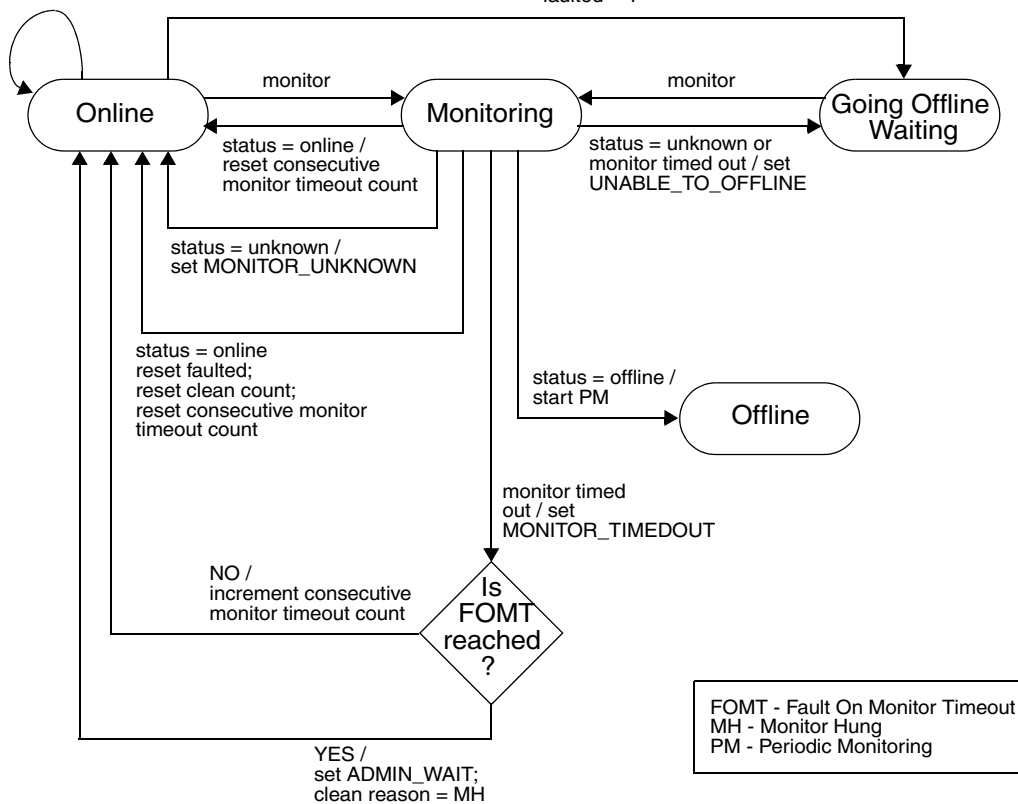 Online
monitor
Monitoring
monitor
Going Offline
Waiting
status = online /
reset consecutive
monitor timeout count
status = unknown or
monitor timed out / set
UNABLE_TO_OFFLINE
status = unknown /
set MONITOR_UNKNOWN
status = online
reset faulted;
reset clean count;
reset consecutive monitor
timeout count
status = offline /
start PM
Offline
monitor timed
out / set
MONITOR_TIMEDOUT
NO /
increment consecutive
monitor timeout count
Is
FOMT
reached
?
YES /
set ADMIN_WAIT;
clean reason = MH
FOMT - Fault On Monitor Timeout
MH - Monitor Hung
PM - Periodic Monitoring